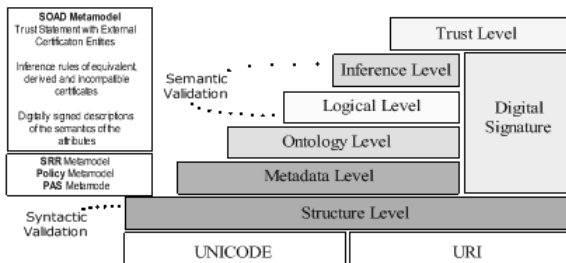 SOAD Metamodel
Trust Statement with External
Certification Entites
Inference rules of equivalent,
derived and incompatible
certificates
Digitally signed descriptions
of the semantics of the
attributes
SRR Metamodel
Policy Metamodel
PAS Metamode
Semantic
Validation
Syntactic
Validation
Trust Level
Inference Level
Logical Level
Ontology Level
Metadata Level
Digital
Signature
Structure Level
UNICODE
URI